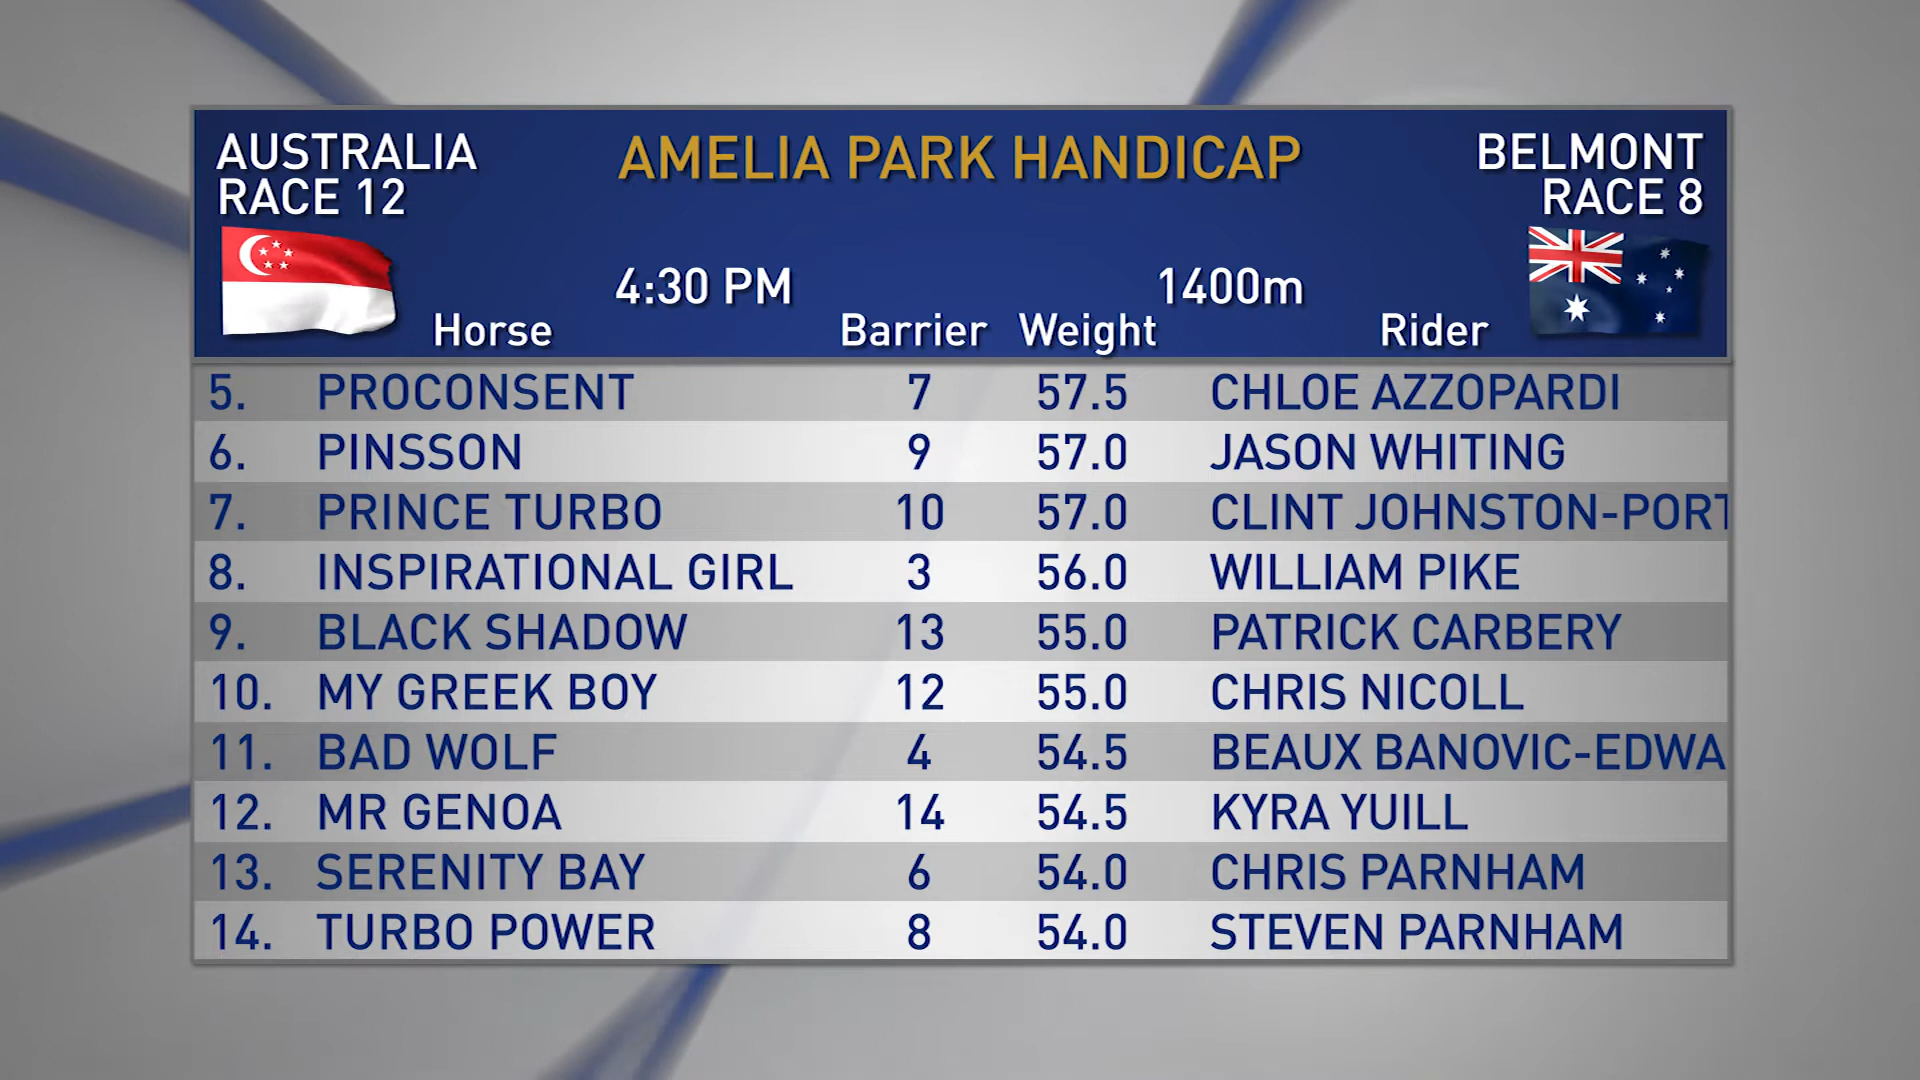 AUSTRALIA
RACE 12
AMELIA PARK HANDICAP
BELMONT
RACE 8
4:30 PM 1400m
Horse Barrier Weight Rider
5. PROCONSENT 7 57.5 CHLOE AZZOPARDI
6. PINSSON 9 57.0 JASON WHITING
7. PRINCE TURBO 10 57.0 CLINT JOHNSTON-PORT
8. INSPIRATIONAL GIRL 3 56.0 WILLIAM PIKE
9. BLACK SHADOW 13 55.0 PATRICK CARBERY
10. MY GREEK BOY 12 55.0 CHRIS NICOLL
11. BAD WOLF 4 54.5 BEAUX BANOVIC-EDWA
12. MR GENOA 14 54.5 KYRA YUILL
13. SERENITY BAY 6 54.0 CHRIS PARNHAM
14. TURBO POWER 8 54.0 STEVEN PARNHAM